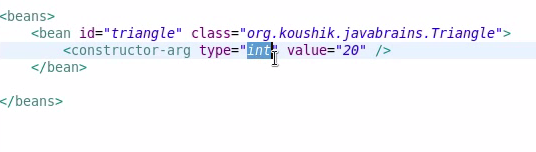 <beans>
<bean id="triangle" class="org.koushik.javabrains.Triangle">
<constructor-arg type="int" value="20" />
</bean>
</beans>